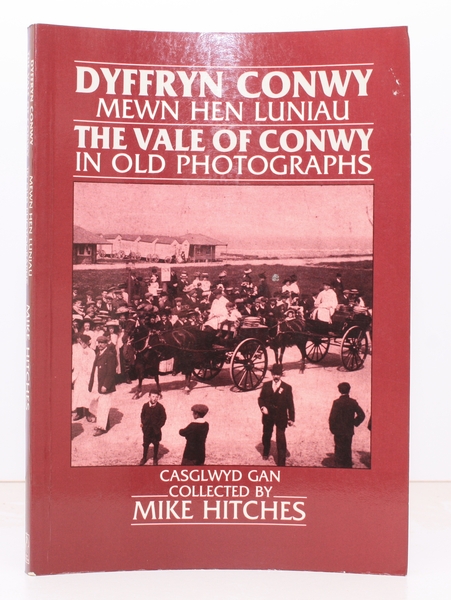 DYFFRYN CONWY
MEWN HEN LUNIAU
THE VALE OF CONWY
IN OLD PHOTOGRAPHS
CASGLWYD GAN
COLLECTED BY
MIKE HITCHES
DYFFRYN CONWY
MEWN HEN LUNIAU
MIKE HITCHES